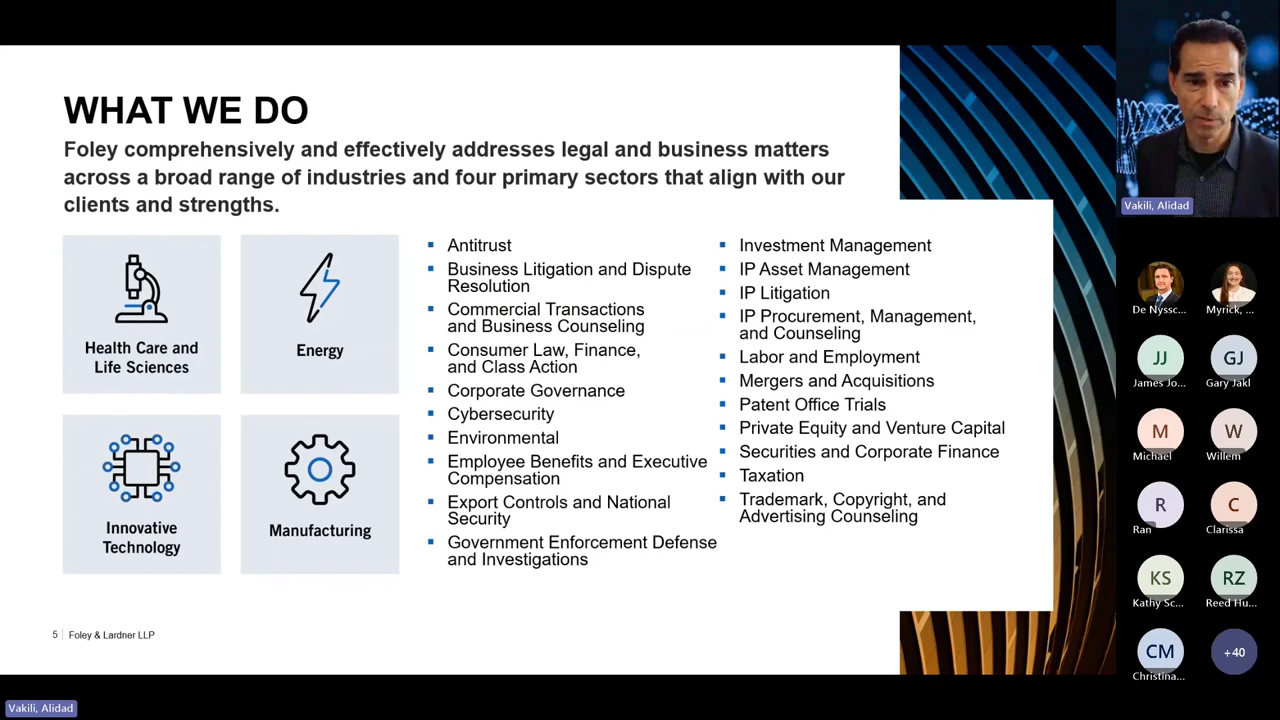 WHAT WE DO
Foley comprehensively and effectively addresses legal and business matters
across a broad range of industries and four primary sectors that align with our
clients and strengths.
Health Care and
Life Sciences
Energy
Innovative
Technology
Manufacturing
Antitrust
Business Litigation and Dispute
Resolution
Commercial Transactions
and Business Counseling
Consumer Law, Finance,
and Class Action
Corporate Governance
Cybersecurity
Environmental
Employee Benefits and Executive
Compensation
Export Controls and National
Security
Government Enforcement Defense
and Investigations
Investment Management
IP Asset Management
IP Litigation
IP Procurement, Management,
and Counseling
Labor and Employment
Mergers and Acquisitions
Patent Office Trials
Private Equity and Venture Capital
Securities and Corporate Finance
Taxation
Trademark, Copyright, and
Advertising Counseling
5 | Foley & Lardner LLP
Vakili, Alidad
De Nyssc...
Myrick, ...
JJ
James Jo...
GJ
Gary Jakl
M
Michael
W
Willem
R
Ran
C
Clarissa
KS
Kathy Sc...
RZ
Reed Hu...
CM
Christina...
+40
Vakili, Alidad